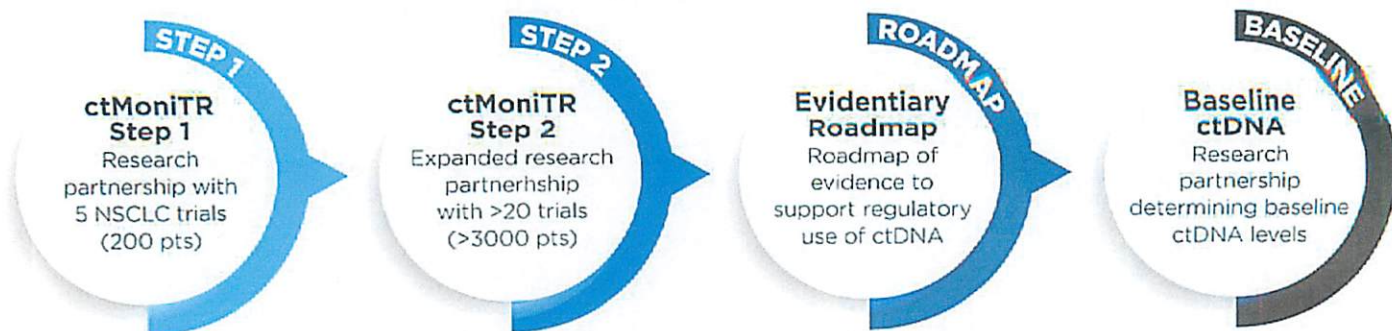 STEP 1
ctMoniTR
Step 1
Research
partnership with
5 NSCLC trials
(200 pts)
STEP 2
ctMoniTR
Step 2
Expanded research
partnerhship
with >20 trials
(>3000 pts)
ROADMAP
Evidentiary
Roadmap
Roadmap of
evidence to
support regulatory
use of ctDNA
BASELINE
Baseline
ctDNA
Research
partnership
determining baseline
ctDNA levels